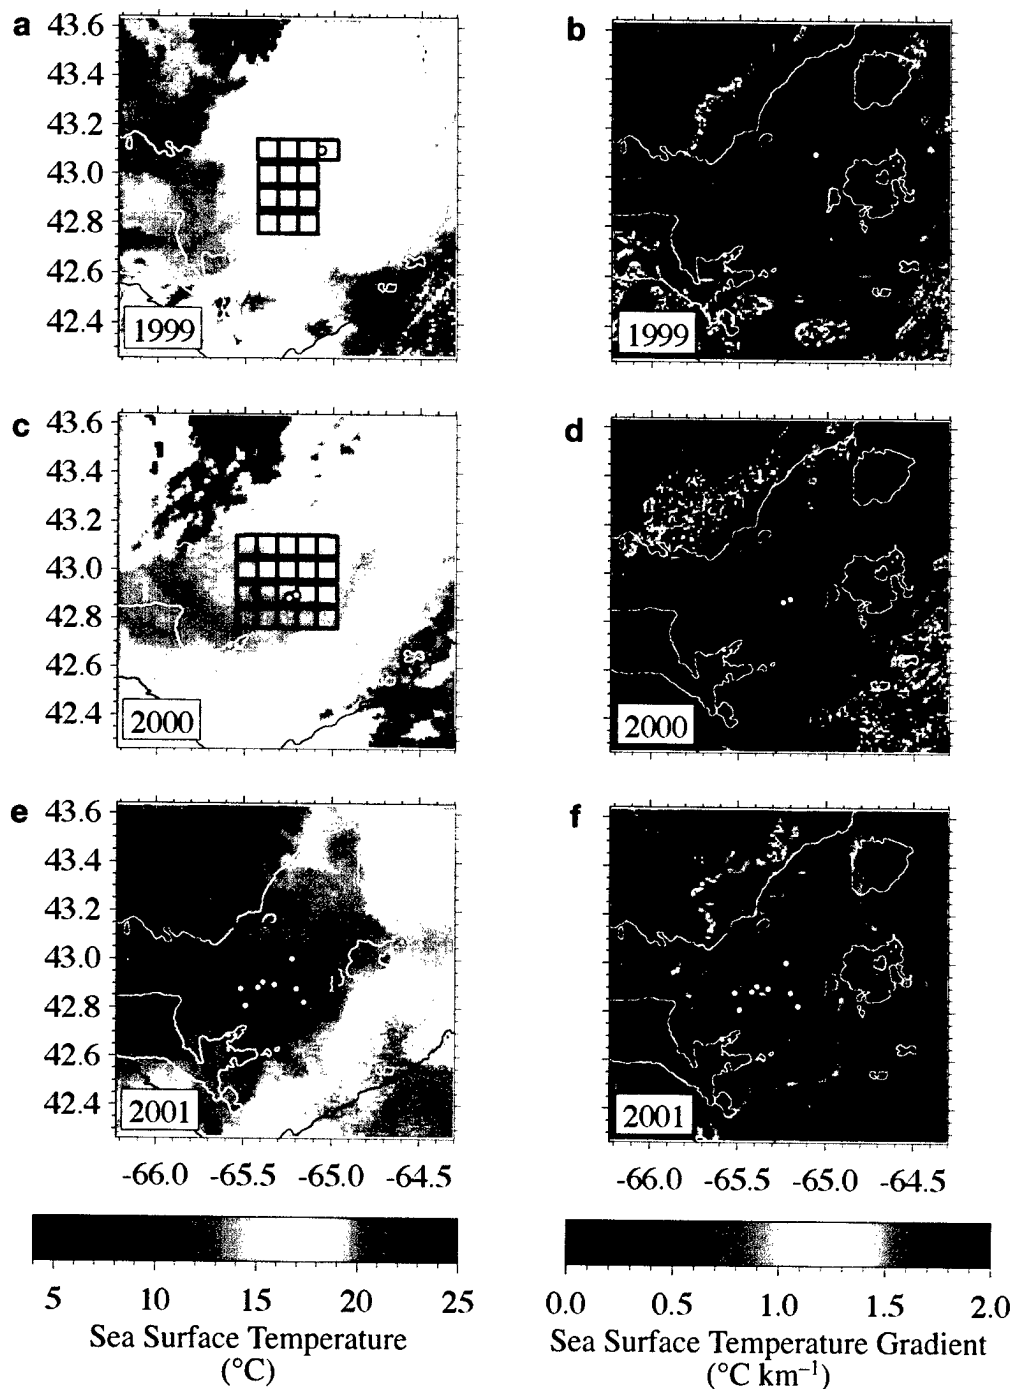 a
43.6
43.4
43.2
43.0
42.8
42.6
42.4
1999
b
1999
c
43.6
43.4
43.2
43.0
42.8
42.6
42.4
2000
d
2000
e
43.6
43.4
43.2
43.0
42.8
42.6
42.4
2001
-66.0 -65.5 -65.0 -64.5
f
2001
-66.0 -65.5 -65.0 -64.5
5 10 15 20 25
Sea Surface Temperature
(°C)
0.0 0.5 1.0 1.5 2.0
Sea Surface Temperature Gradient
(°C km⁻¹)